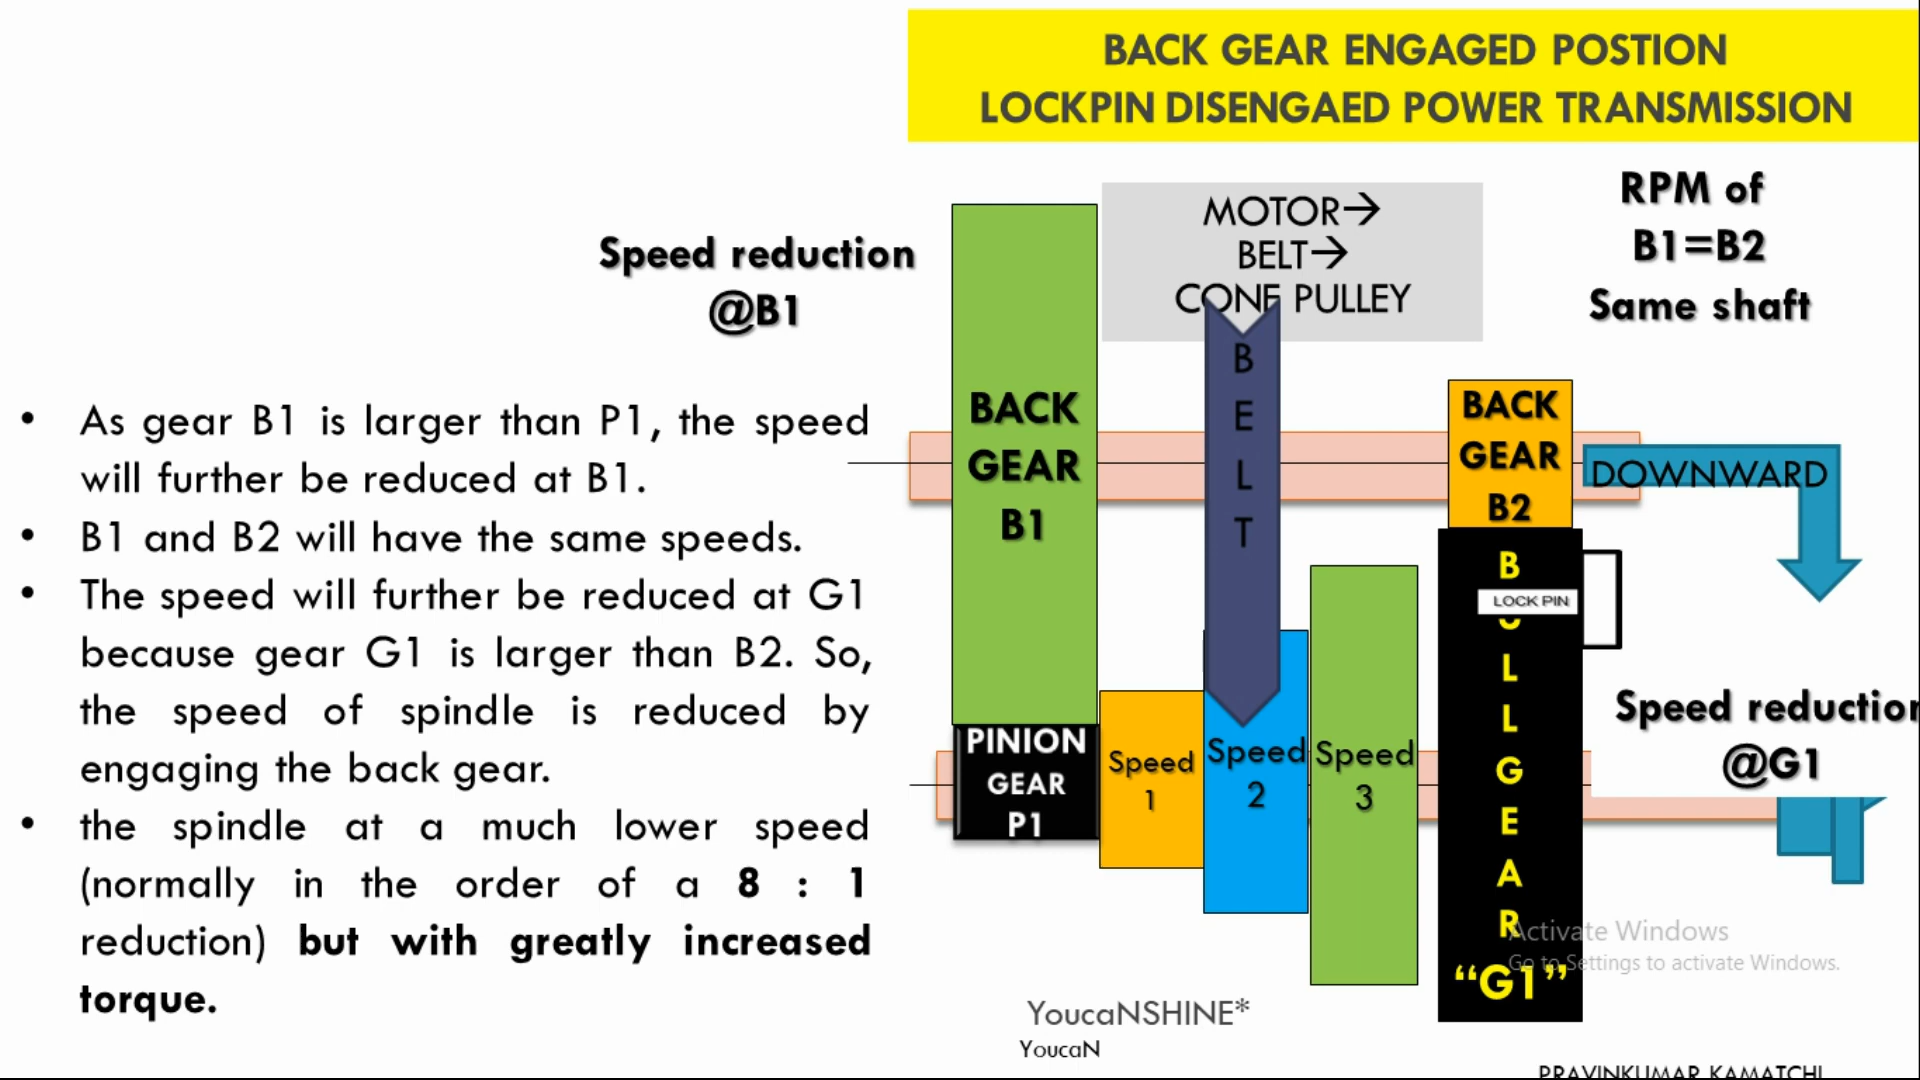 BACK GEAR ENGAGED POSTION
LOCKPIN DISENGAED POWER TRANSMISSION
Speed reduction
@B1
MOTOR→
BELT→
CONE PULLEY
RPM of
B1=B2
Same shaft
• As gear B1 is larger than P1, the speed
will further be reduced at B1.
• B1 and B2 will have the same speeds.
• The speed will further be reduced at G1
because gear G1 is larger than B2. So,
the speed of spindle is reduced by
engaging the back gear.
• the spindle at a much lower speed
(normally in the order of a 8 : 1
reduction) but with greatly increased
torque.
BACK
GEAR
B1
B
E
L
T
BACK
GEAR
B2
DOWNWARD
B
LOCK PIN
L
L
G
E
A
R
"G1"
PINION
GEAR
P1
Speed
1
Speed
2
Speed
3
Speed reduction
@G1
Activate Windows
Go to Settings to activate Windows.
YoucaNSHINE*
YoucaN
PRAVINKUMAR KAMATCHI